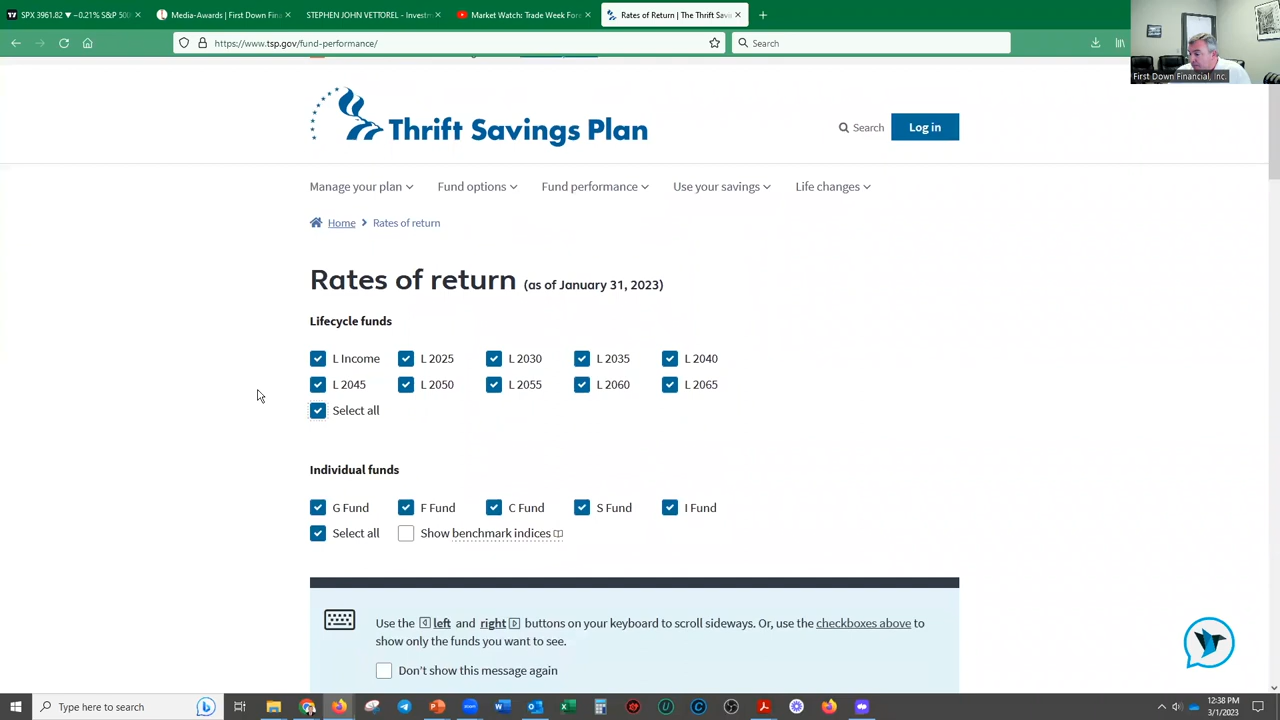 SPX 3961.82 ▼ −0.21% S&P 500
Media-Awards | First Down Fina
STEPHEN JOHN VETTOREL - Investm
Market Watch: Trade Week For
Rates of Return | The Thrift Savi
https://www.tsp.gov/fund-performance/
Search
First Down Financial, Inc.
Thrift Savings Plan
Search
Log in
Manage your plan
Fund options
Fund performance
Use your savings
Life changes
Home
Rates of return
Rates of return (as of January 31, 2023)
Lifecycle funds
L Income
L 2025
L 2030
L 2035
L 2040
L 2045
L 2050
L 2055
L 2060
L 2065
Select all
Individual funds
G Fund
F Fund
C Fund
S Fund
I Fund
Select all
Show benchmark indices
Use the left and right buttons on your keyboard to scroll sideways. Or, use the checkboxes above to
show only the funds you want to see.
Don't show this message again
Type here to search
12:38 PM
3/1/2023